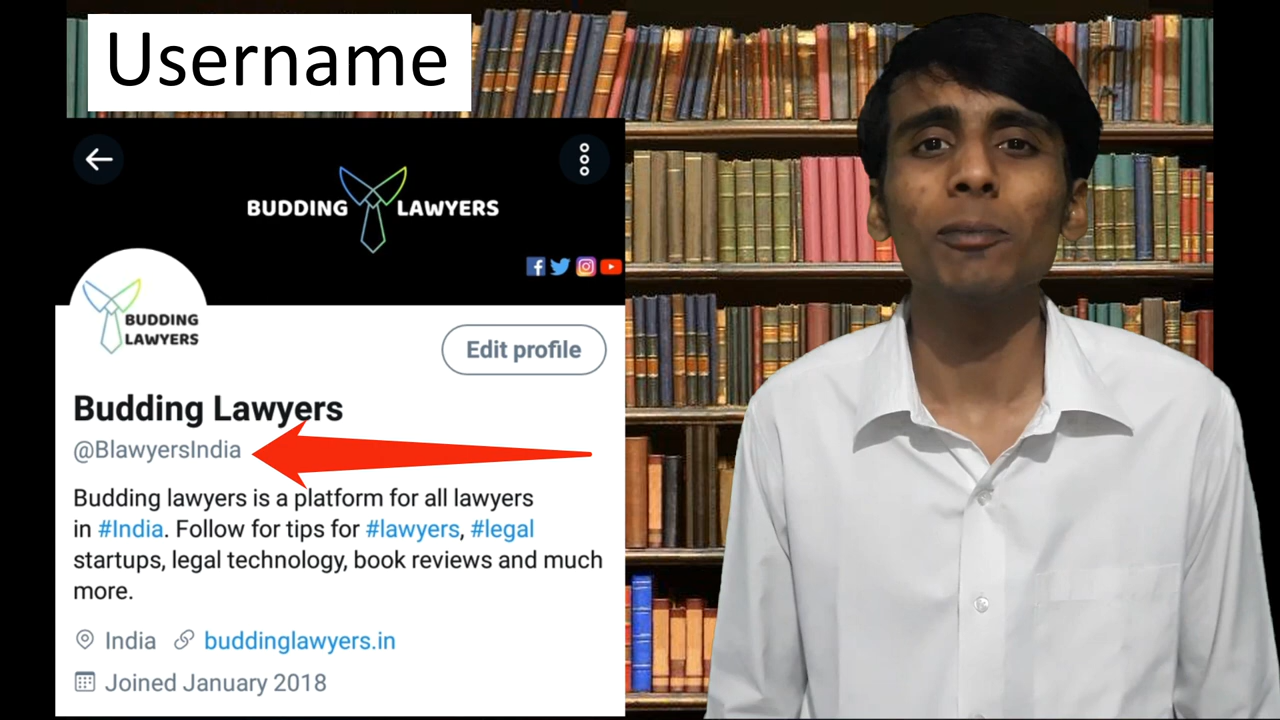 Username
BUDDING LAWYERS
BUDDING
LAWYERS
Edit profile
Budding Lawyers
@BlawyersIndia
Budding lawyers is a platform for all lawyers
in #India. Follow for tips for #lawyers, #legal
startups, legal technology, book reviews and much
more.
India buddinglawyers.in
Joined January 2018